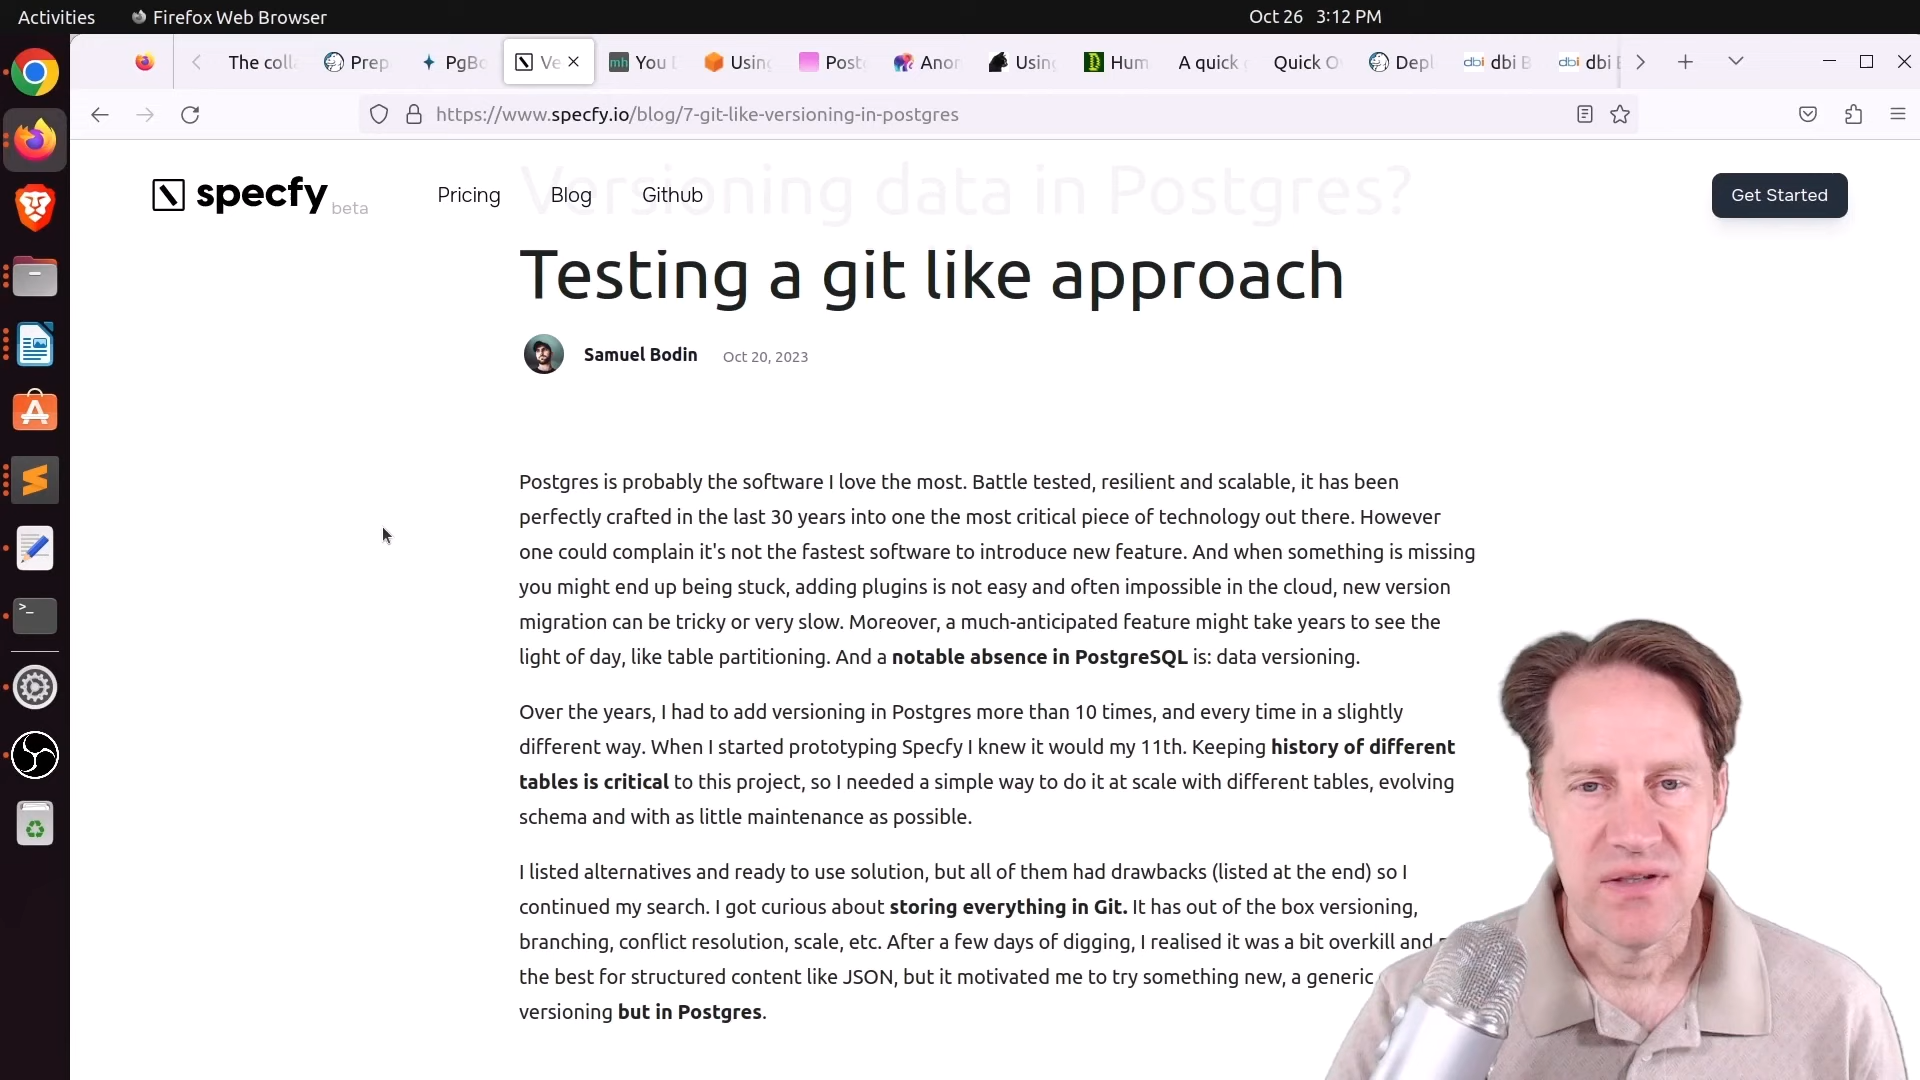 Activities
Firefox Web Browser
Oct 26 3:12 PM
The coll
Prep
PgBo
Ve
mh You
Using
Post
Anor
Using
Hum
A quick
Quick O
Depl
dbi dbi B
dbi dbi
https://www.specfy.io/blog/7-git-like-versioning-in-postgres
specfy
beta
Pricing
Blog
Github
Get Started
Versioning data in Postgres?
Testing a git like approach
Samuel Bodin
Oct 20, 2023
Postgres is probably the software I love the most. Battle tested, resilient and scalable, it has been
perfectly crafted in the last 30 years into one the most critical piece of technology out there. However
one could complain it's not the fastest software to introduce new feature. And when something is missing
you might end up being stuck, adding plugins is not easy and often impossible in the cloud, new version
migration can be tricky or very slow. Moreover, a much-anticipated feature might take years to see the
light of day, like table partitioning. And a notable absence in PostgreSQL is: data versioning.
Over the years, I had to add versioning in Postgres more than 10 times, and every time in a slightly
different way. When I started prototyping Specfy I knew it would my 11th. Keeping history of different
tables is critical to this project, so I needed a simple way to do it at scale with different tables, evolving
schema and with as little maintenance as possible.
I listed alternatives and ready to use solution, but all of them had drawbacks (listed at the end) so I
continued my search. I got curious about storing everything in Git. It has out of the box versioning,
branching, conflict resolution, scale, etc. After a few days of digging, I realised it was a bit overkill and
the best for structured content like JSON, but it motivated me to try something new, a generic
versioning but in Postgres.